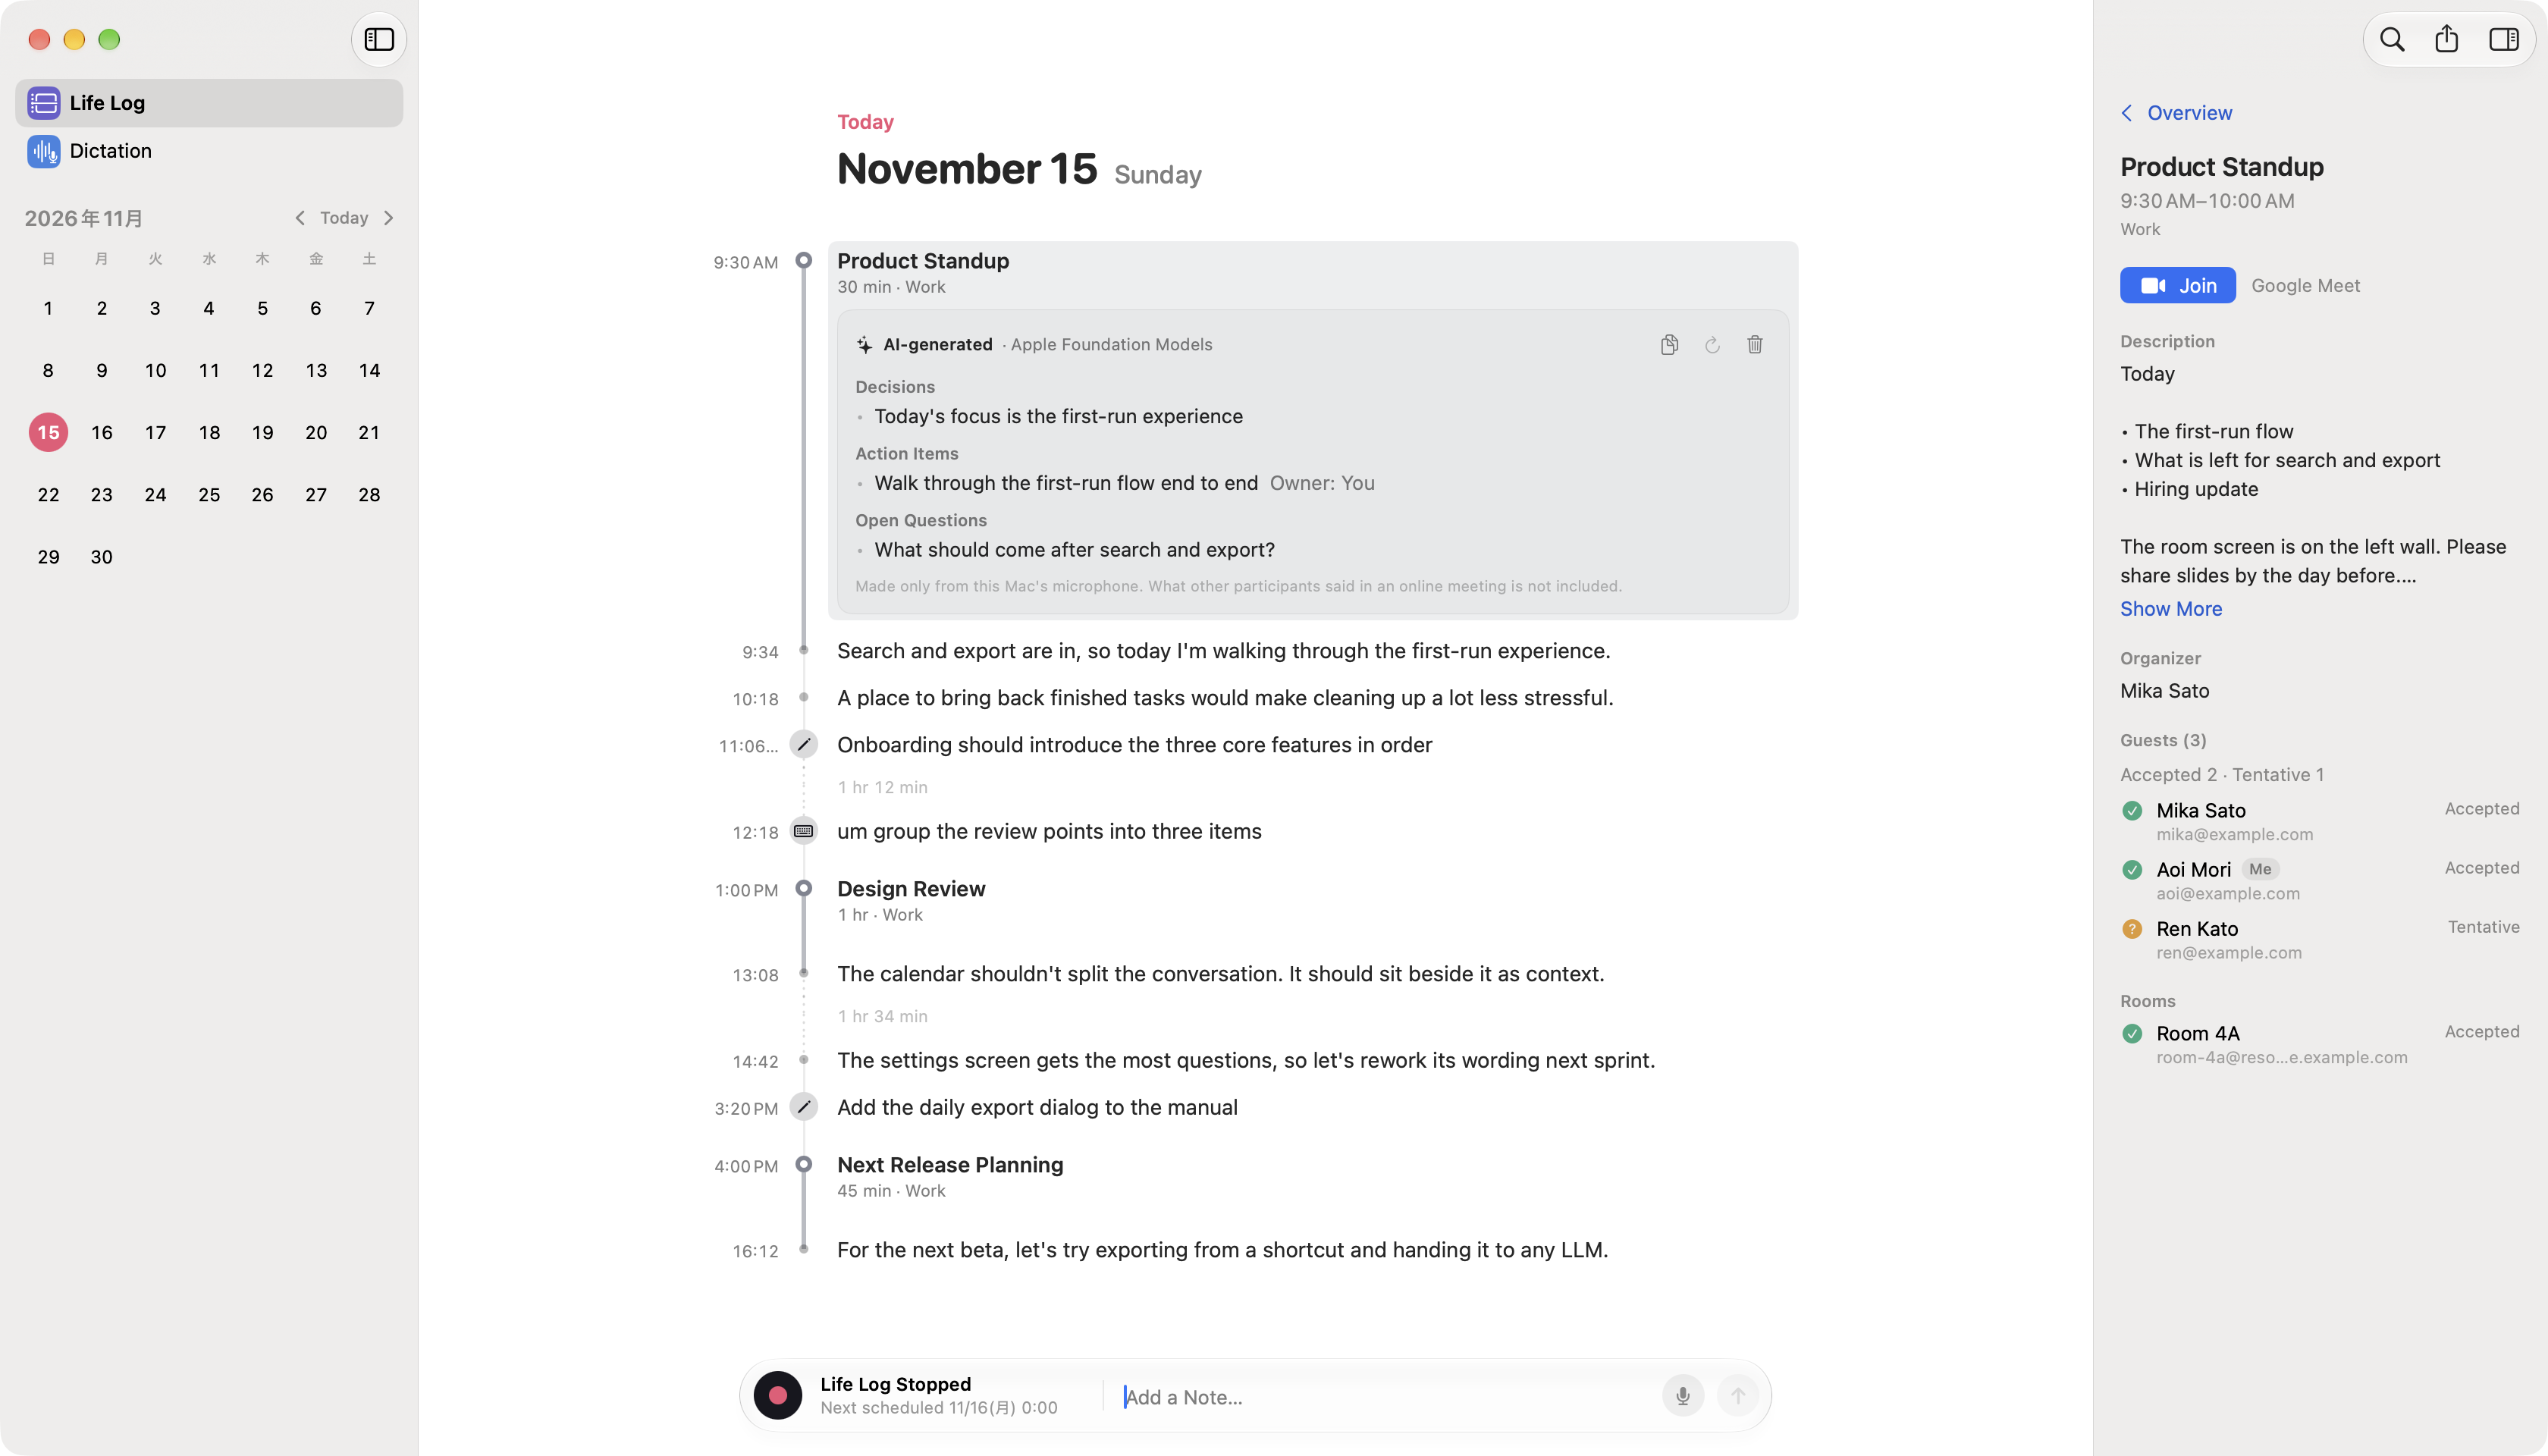 Life Log
Dictation
2026年11月
Today
日 月 火 水 木 金 土
1 2 3 4 5 6 7
8 9 10 11 12 13 14
15 16 17 18 19 20 21
22 23 24 25 26 27 28
29 30
Today
November 15 Sunday
9:30 AM
Product Standup
30 min · Work
AI-generated · Apple Foundation Models
Decisions
• Today's focus is the first-run experience
Action Items
• Walk through the first-run flow end to end Owner: You
Open Questions
• What should come after search and export?
Made only from this Mac's microphone. What other participants said in an online meeting is not included.
9:34 Search and export are in, so today I'm walking through the first-run experience.
10:18 A place to bring back finished tasks would make cleaning up a lot less stressful.
11:06... Onboarding should introduce the three core features in order
1 hr 12 min
12:18 um group the review points into three items
1:00 PM Design Review
1 hr · Work
13:08 The calendar shouldn't split the conversation. It should sit beside it as context.
1 hr 34 min
14:42 The settings screen gets the most questions, so let's rework its wording next sprint.
3:20 PM Add the daily export dialog to the manual
4:00 PM Next Release Planning
45 min · Work
16:12 For the next beta, let's try exporting from a shortcut and handing it to any LLM.
Life Log Stopped
Next scheduled 11/16(月) 0:00
Add a Note...
Overview
Product Standup
9:30 AM–10:00 AM
Work
Join Google Meet
Description
Today
• The first-run flow
• What is left for search and export
• Hiring update
The room screen is on the left wall. Please
share slides by the day before....
Show More
Organizer
Mika Sato
Guests (3)
Accepted 2 · Tentative 1
Mika Sato Accepted
mika@example.com
Aoi Mori Me Accepted
aoi@example.com
Ren Kato Tentative
ren@example.com
Rooms
Room 4A Accepted
room-4a@reso...e.example.com